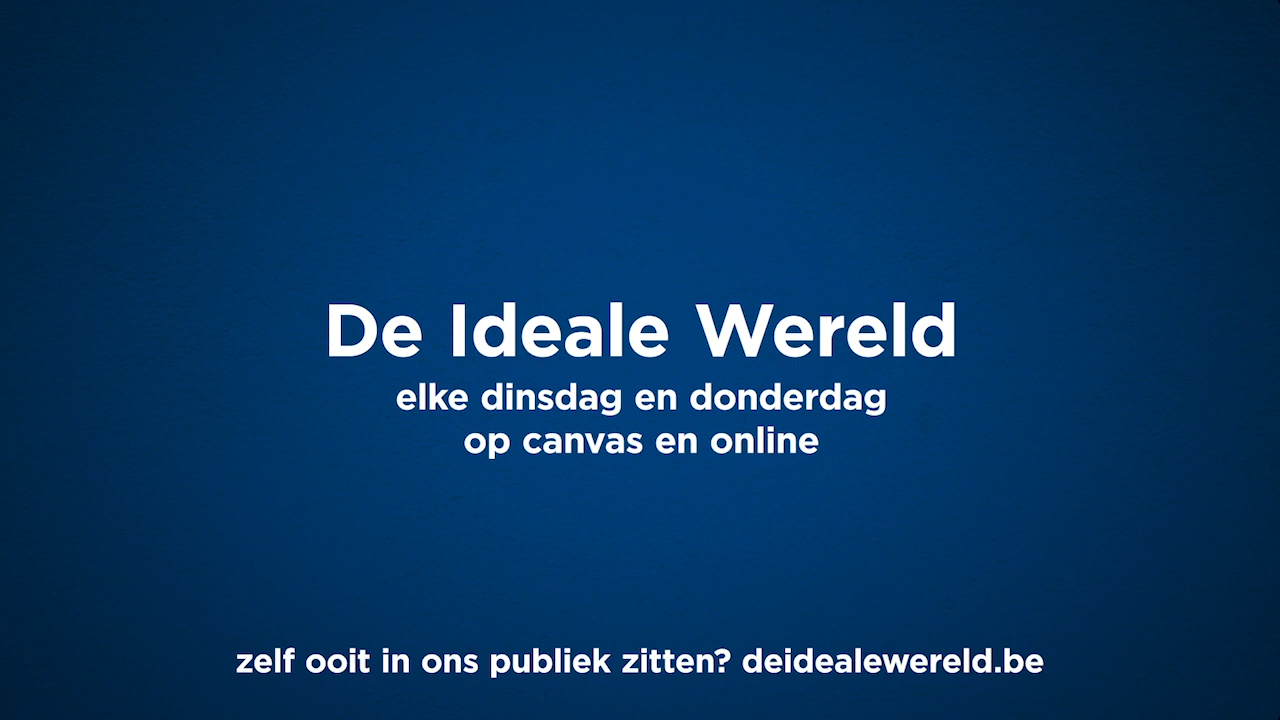 De Ideale Wereld
elke dinsdag en donderdag
op canvas en online
zelf ooit in ons publiek zitten? deidealewereld.be